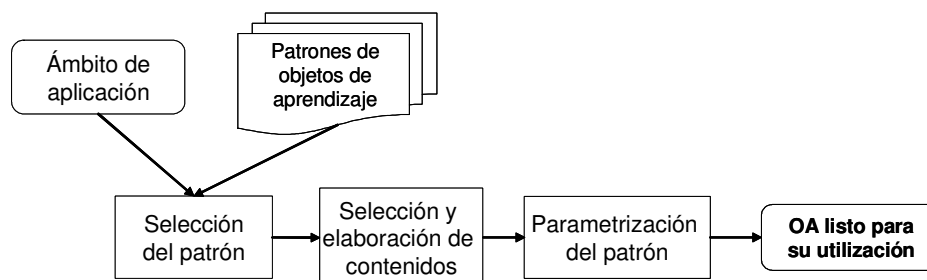 Ámbito de
aplicación
Patrones de
objetos de
aprendizaje
Selección
del patrón
Selección y
elaboración de
contenidos
Parametrización
del patrón
OA listo para
su utilización